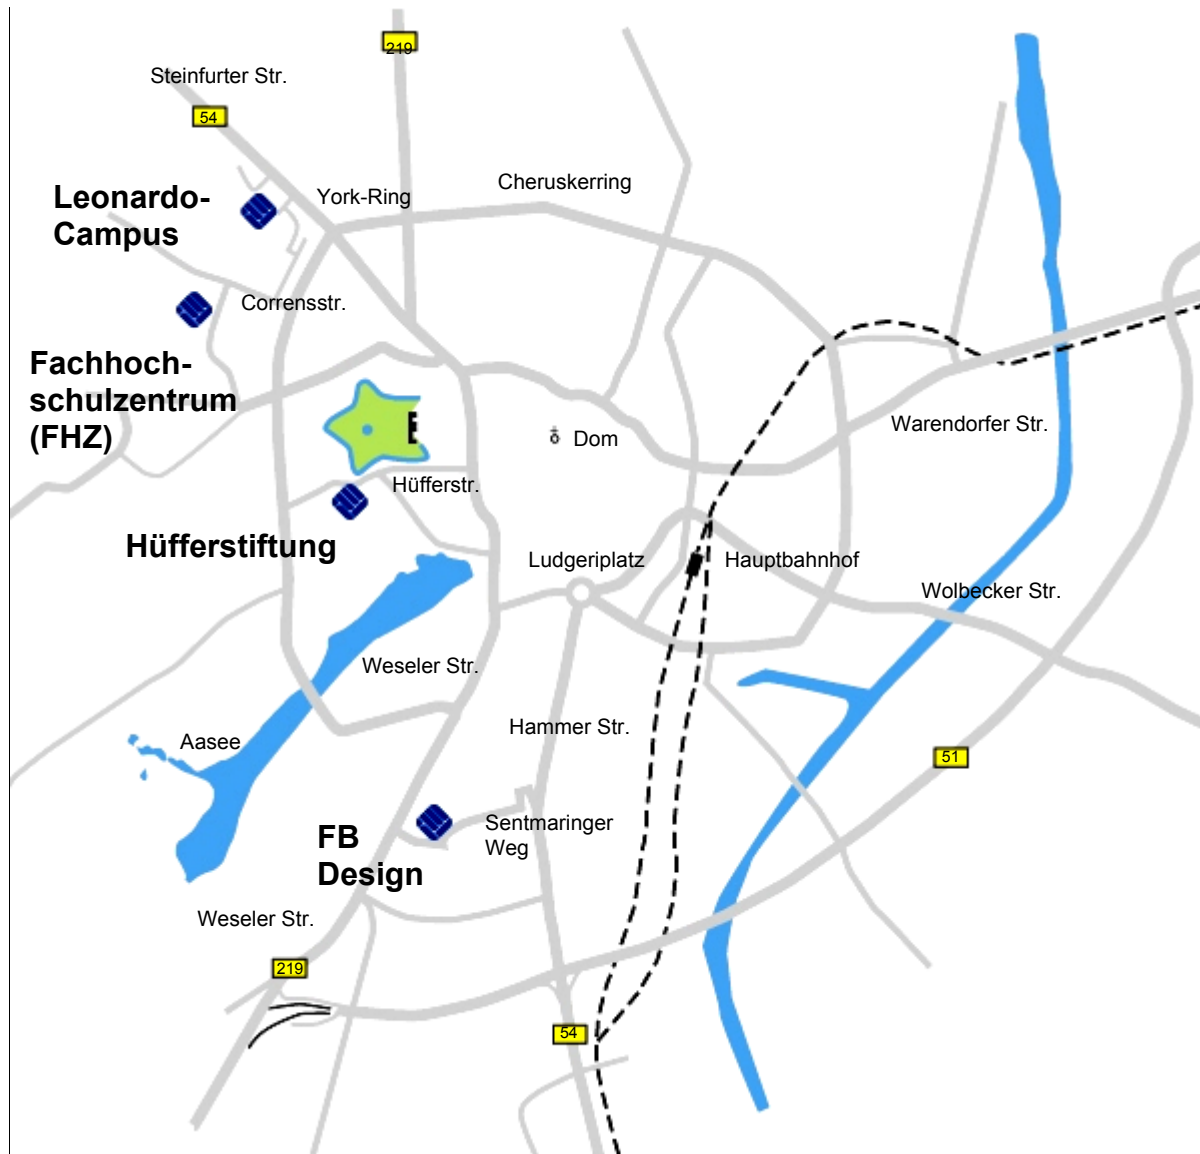 219
Steinfurter Str.
54
Cheruskerring
York-Ring
Leonardo-
Campus
Corrensstr.
Fachhoch-
schulzentrum
(FHZ)
Warendorfer Str.
Dom
Hüfferstr.
Hüfferstiftung
Ludgeriplatz
Hauptbahnhof
Wolbecker Str.
Weseler Str.
Hammer Str.
Aasee
51
FB
Design
Sentmaringer
Weg
Weseler Str.
219
54